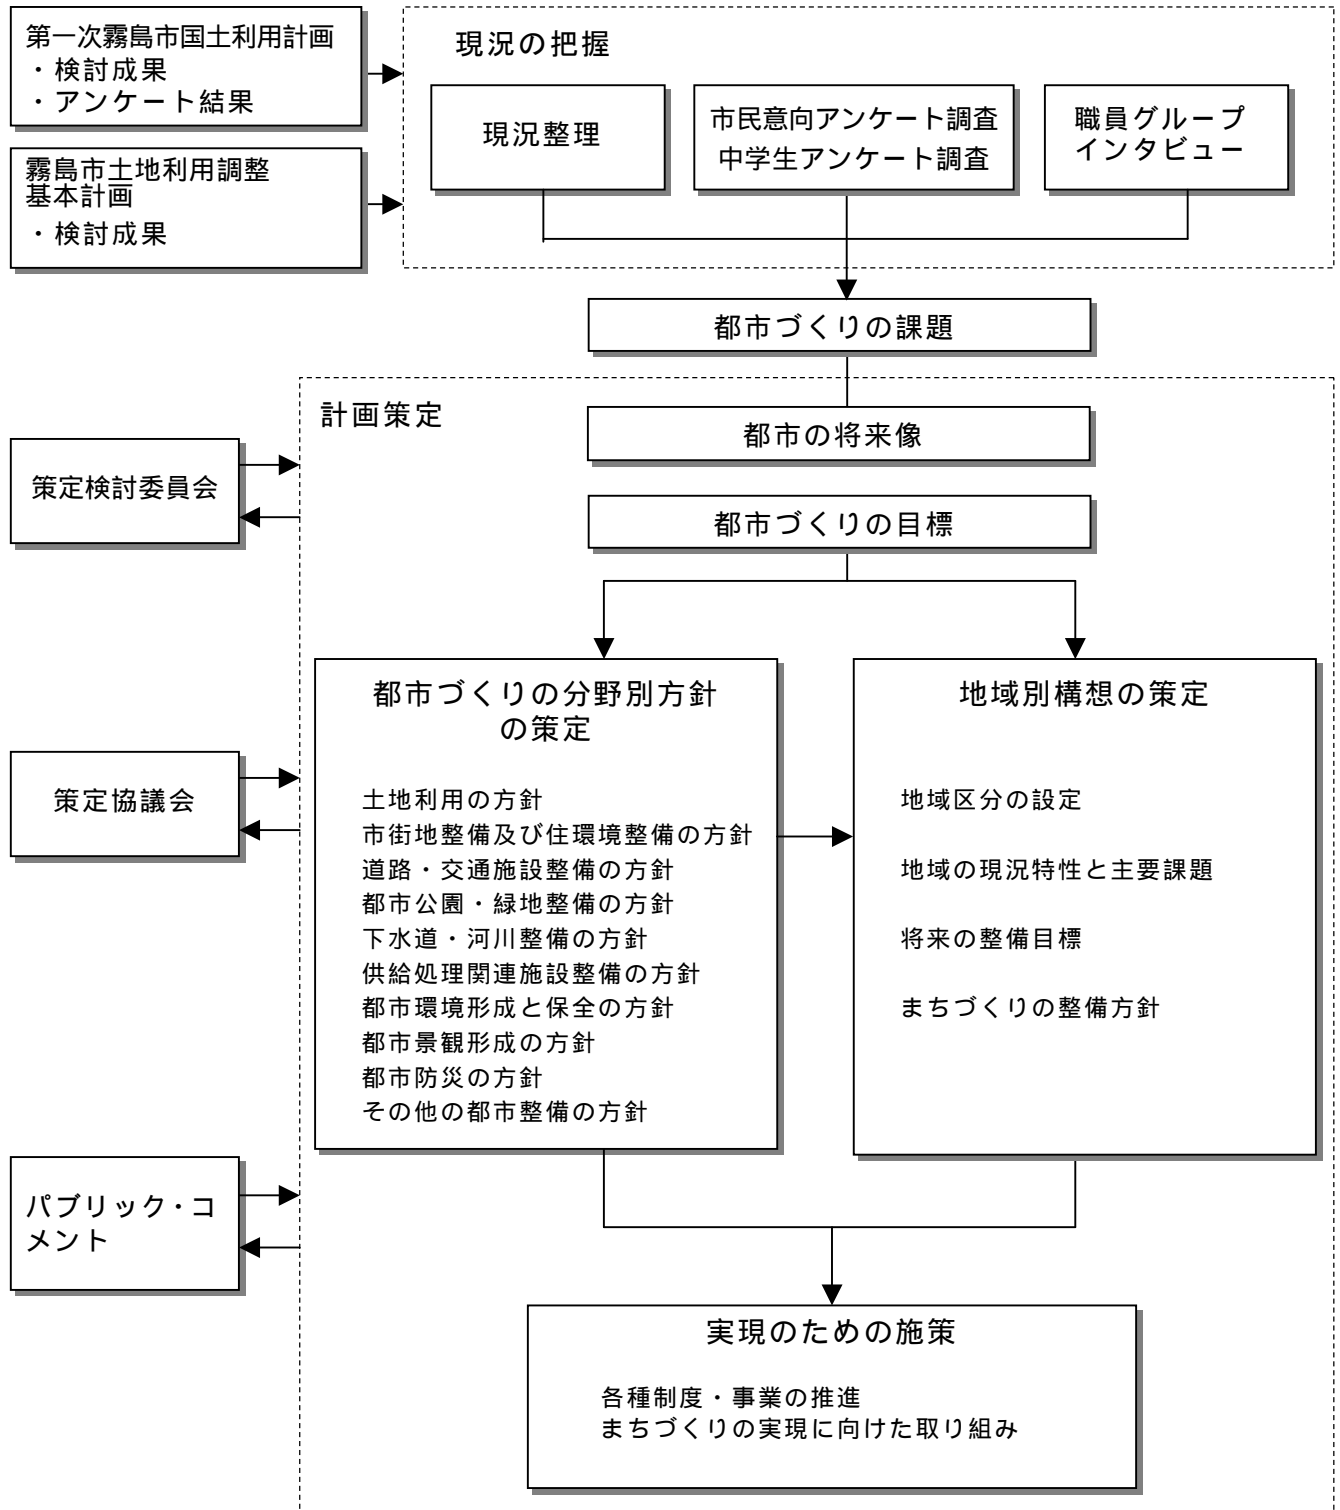 第一次霧島市国土利用計画
・検討成果
・アンケート結果
霧島市土地利用調整
基本計画
・検討成果
現況の把握
現況整理
市民意向アンケート調査
中学生アンケート調査
職員グループ
インタビュー
都市づくりの課題
計画策定
都市の将来像
都市づくりの目標
策定検討委員会
策定協議会
パブリック・コ
メント
都市づくりの分野別方針
の策定
土地利用の方針
市街地整備及び住環境整備の方針
道路・交通施設整備の方針
都市公園・緑地整備の方針
下水道・河川整備の方針
供給処理関連施設整備の方針
都市環境形成と保全の方針
都市景観形成の方針
都市防災の方針
その他の都市整備の方針
地域別構想の策定
地域区分の設定
地域の現況特性と主要課題
将来の整備目標
まちづくりの整備方針
実現のための施策
各種制度・事業の推進
まちづくりの実現に向けた取り組み